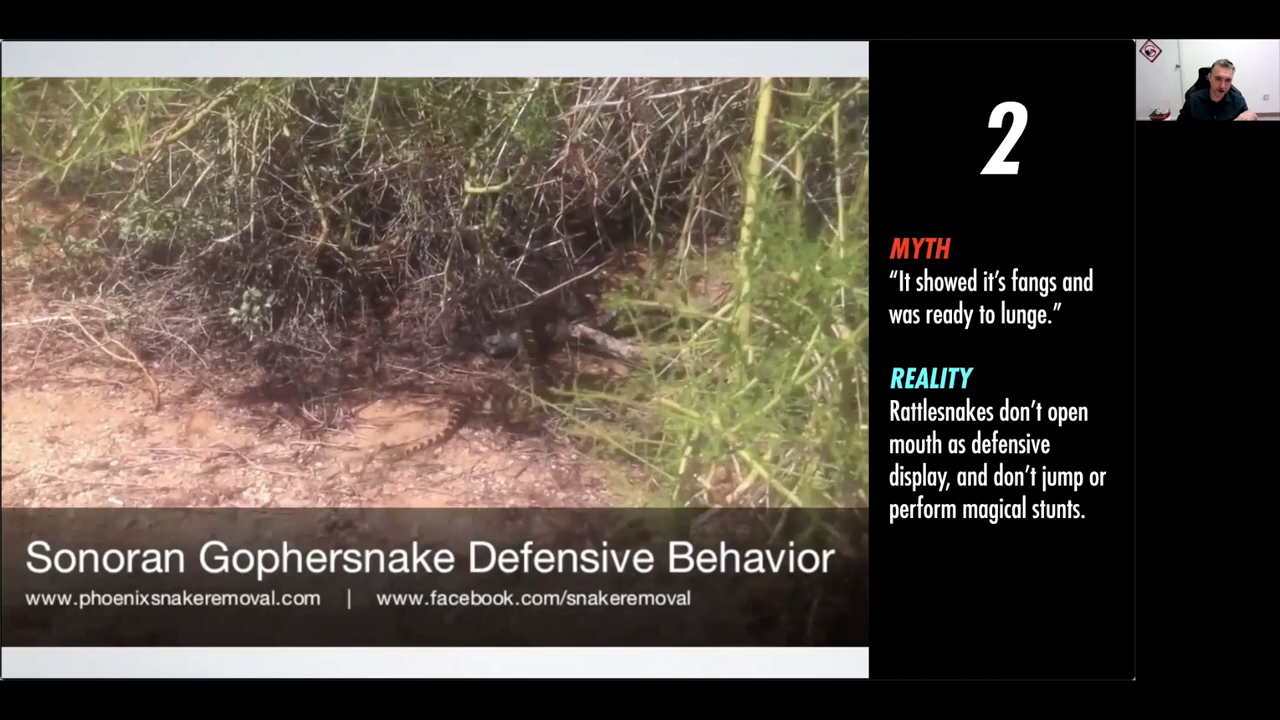 2
MYTH
“It showed it’s fangs and
was ready to lunge.”
REALITY
Rattlesnakes don’t open
mouth as defensive
display, and don’t jump or
perform magical stunts.
Sonoran Gophersnake Defensive Behavior
www.phoenixsnakeremoval.com | www.facebook.com/snakeremoval